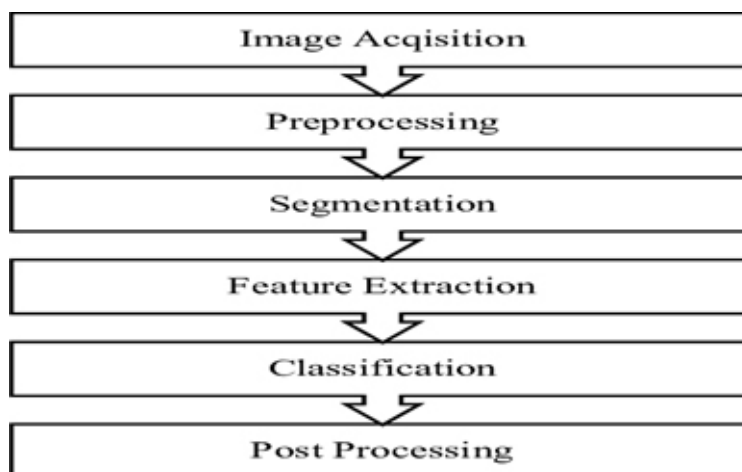 Image Acqisition
Preprocessing
Segmentation
Feature Extraction
Classification
Post Processing